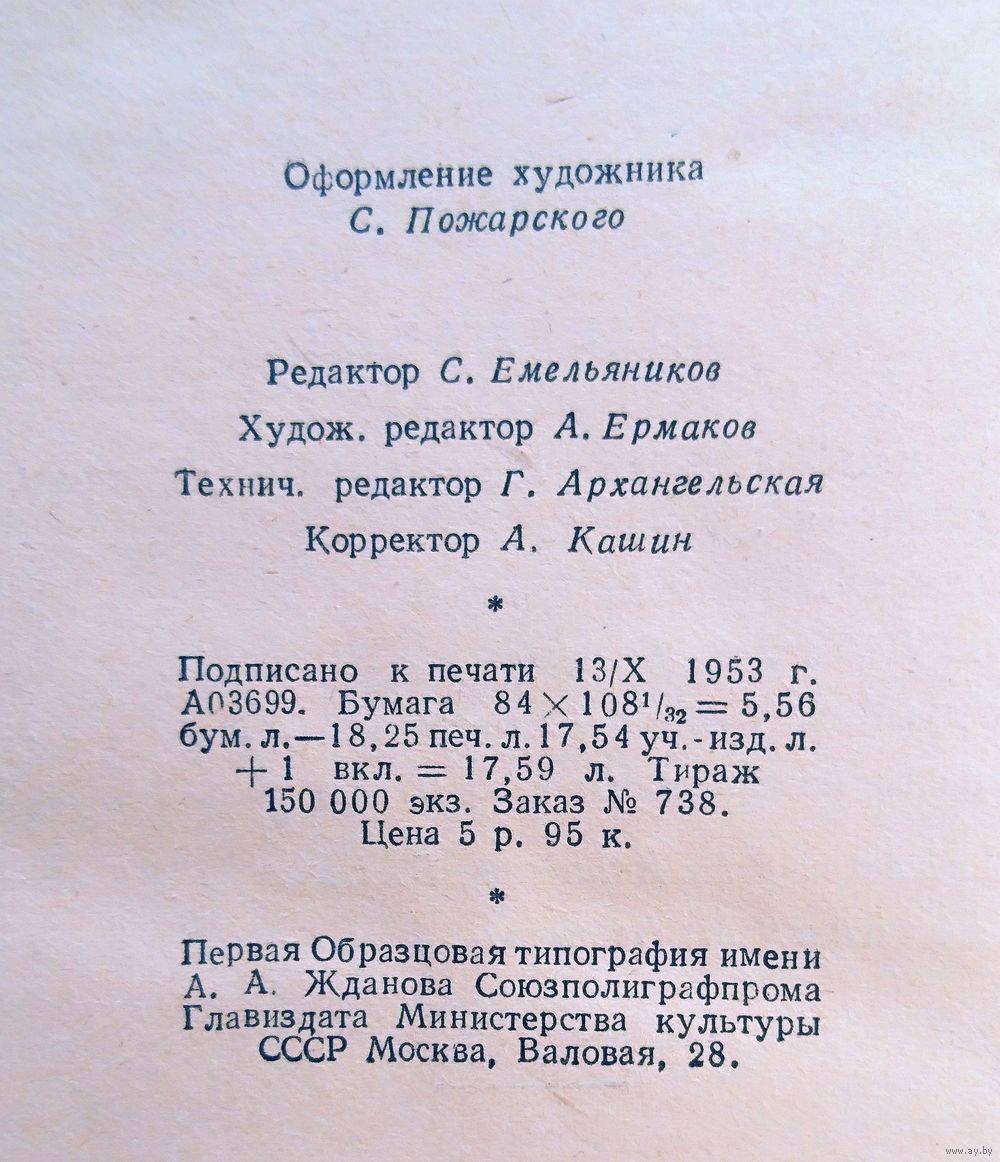 Оформление художника
С. Пожарского
Редактор С. Емельяников
Худож. редактор А. Ермаков
Технич. редактор Г. Архангельская
Корректор А. Кашин
*
Подписано к печати 13/X 1953 г.
А03699. Бумага 84×108¹/₃₂=5,56
бум. л.—18,25 печ. л. 17,54 уч.-изд. л.
+1 вкл. = 17,59 л. Тираж
150 000 экз. Заказ № 738.
Цена 5 р. 95 к.
*
Первая Образцовая типография имени
А. А. Жданова Союзполиграфпрома
Главиздата Министерства культуры
СССР Москва, Валовая, 28.
www.ay.by